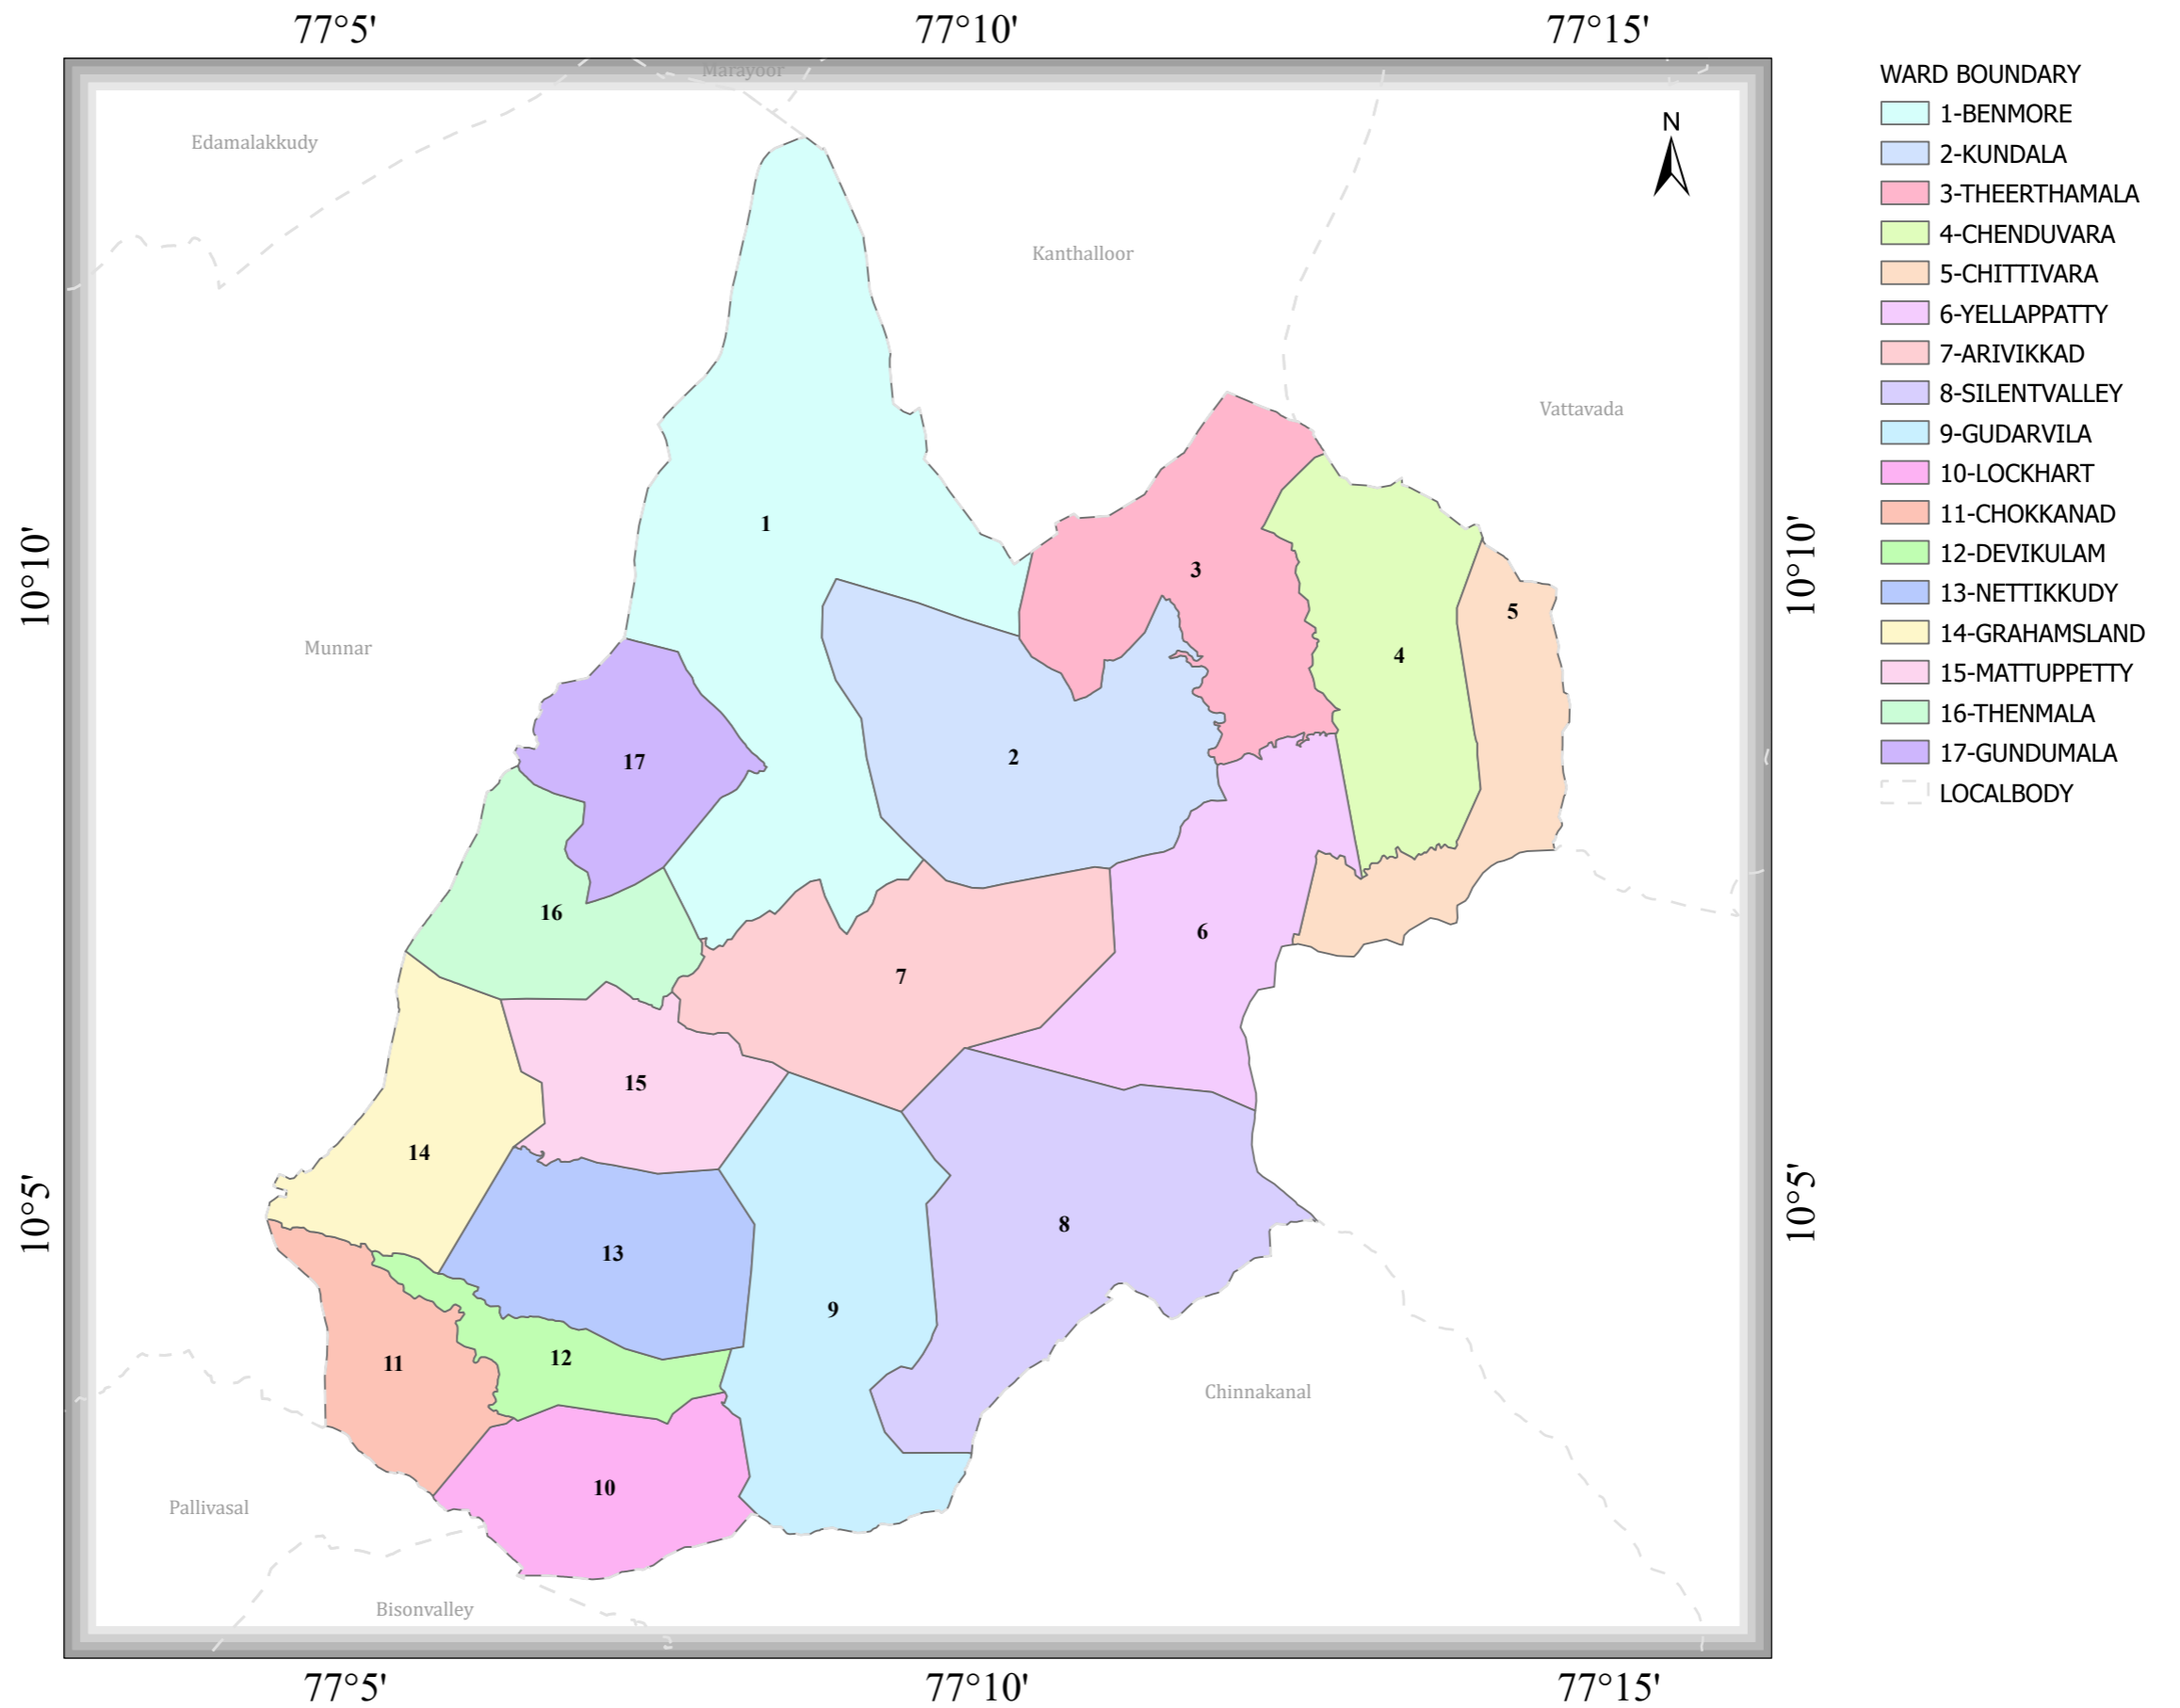 77°5' 77°10' 77°15'
WARD BOUNDARY
1-BENMORE
2-KUNDALA
3-THEERTHAMALA
4-CHENDUVARA
5-CHITTIVARA
6-YELLAPPATTY
7-ARIVIKKAD
8-SILENTVALLEY
9-GUDARVILA
10-LOCKHART
11-CHOKKANAD
12-DEVIKULAM
13-NETTIKKUDY
14-GRAHAMSLAND
15-MATTUPPETTY
16-THENMALA
17-GUNDUMALA
LOCALBODY
Marayoor
N
Edamalakkudy
Kanthalloor
Vattavada
1
10°10'
10°10'
3
5
Munnar
4
2
17
16
6
7
15
14
10°5'
10°5'
8
13
9
12
11
Chinnakanal
10
Pallivasal
Bisonvalley
77°5' 77°10' 77°15'